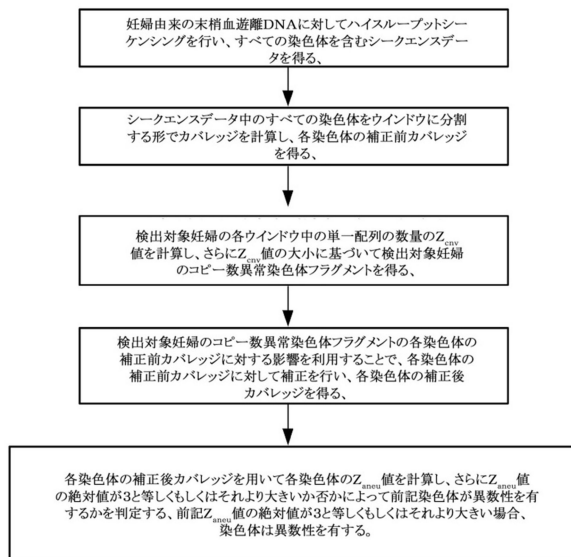 妊婦由来の末梢血遊離DNAに対してハイスループットシー
ケンシングを行い、すべての染色体を含むシークエンスデー
タを得る、
シークエンスデータ中のすべての染色体をウインドウに分割
する形でカバレッジを計算し、各染色体の補正前カバレッジ
を得る、
検出対象妊婦の各ウインドウ中の単一配列の数量のZcnv
値を計算し、さらにZcnv値の大小に基づいて検出対象妊婦
のコピー数異常染色体フラグメントを得る、
検出対象妊婦のコピー数異常染色体フラグメントの各染色体の
補正前カバレッジに対する影響を利用することで、各染色体の
補正前カバレッジに対して補正を行い、各染色体の補正後
カバレッジを得る、
各染色体の補正後カバレッジを用いて各染色体のZaneu値を計算し、さらにZaneu値
の絶対値が3と等しくもしくはそれより大きいか否かによって前記染色体が異数性を有
するかを判定する、前記Zaneu値の絶対値が3と等しくもしくはそれより大きい場合、
染色体は異数性を有する。